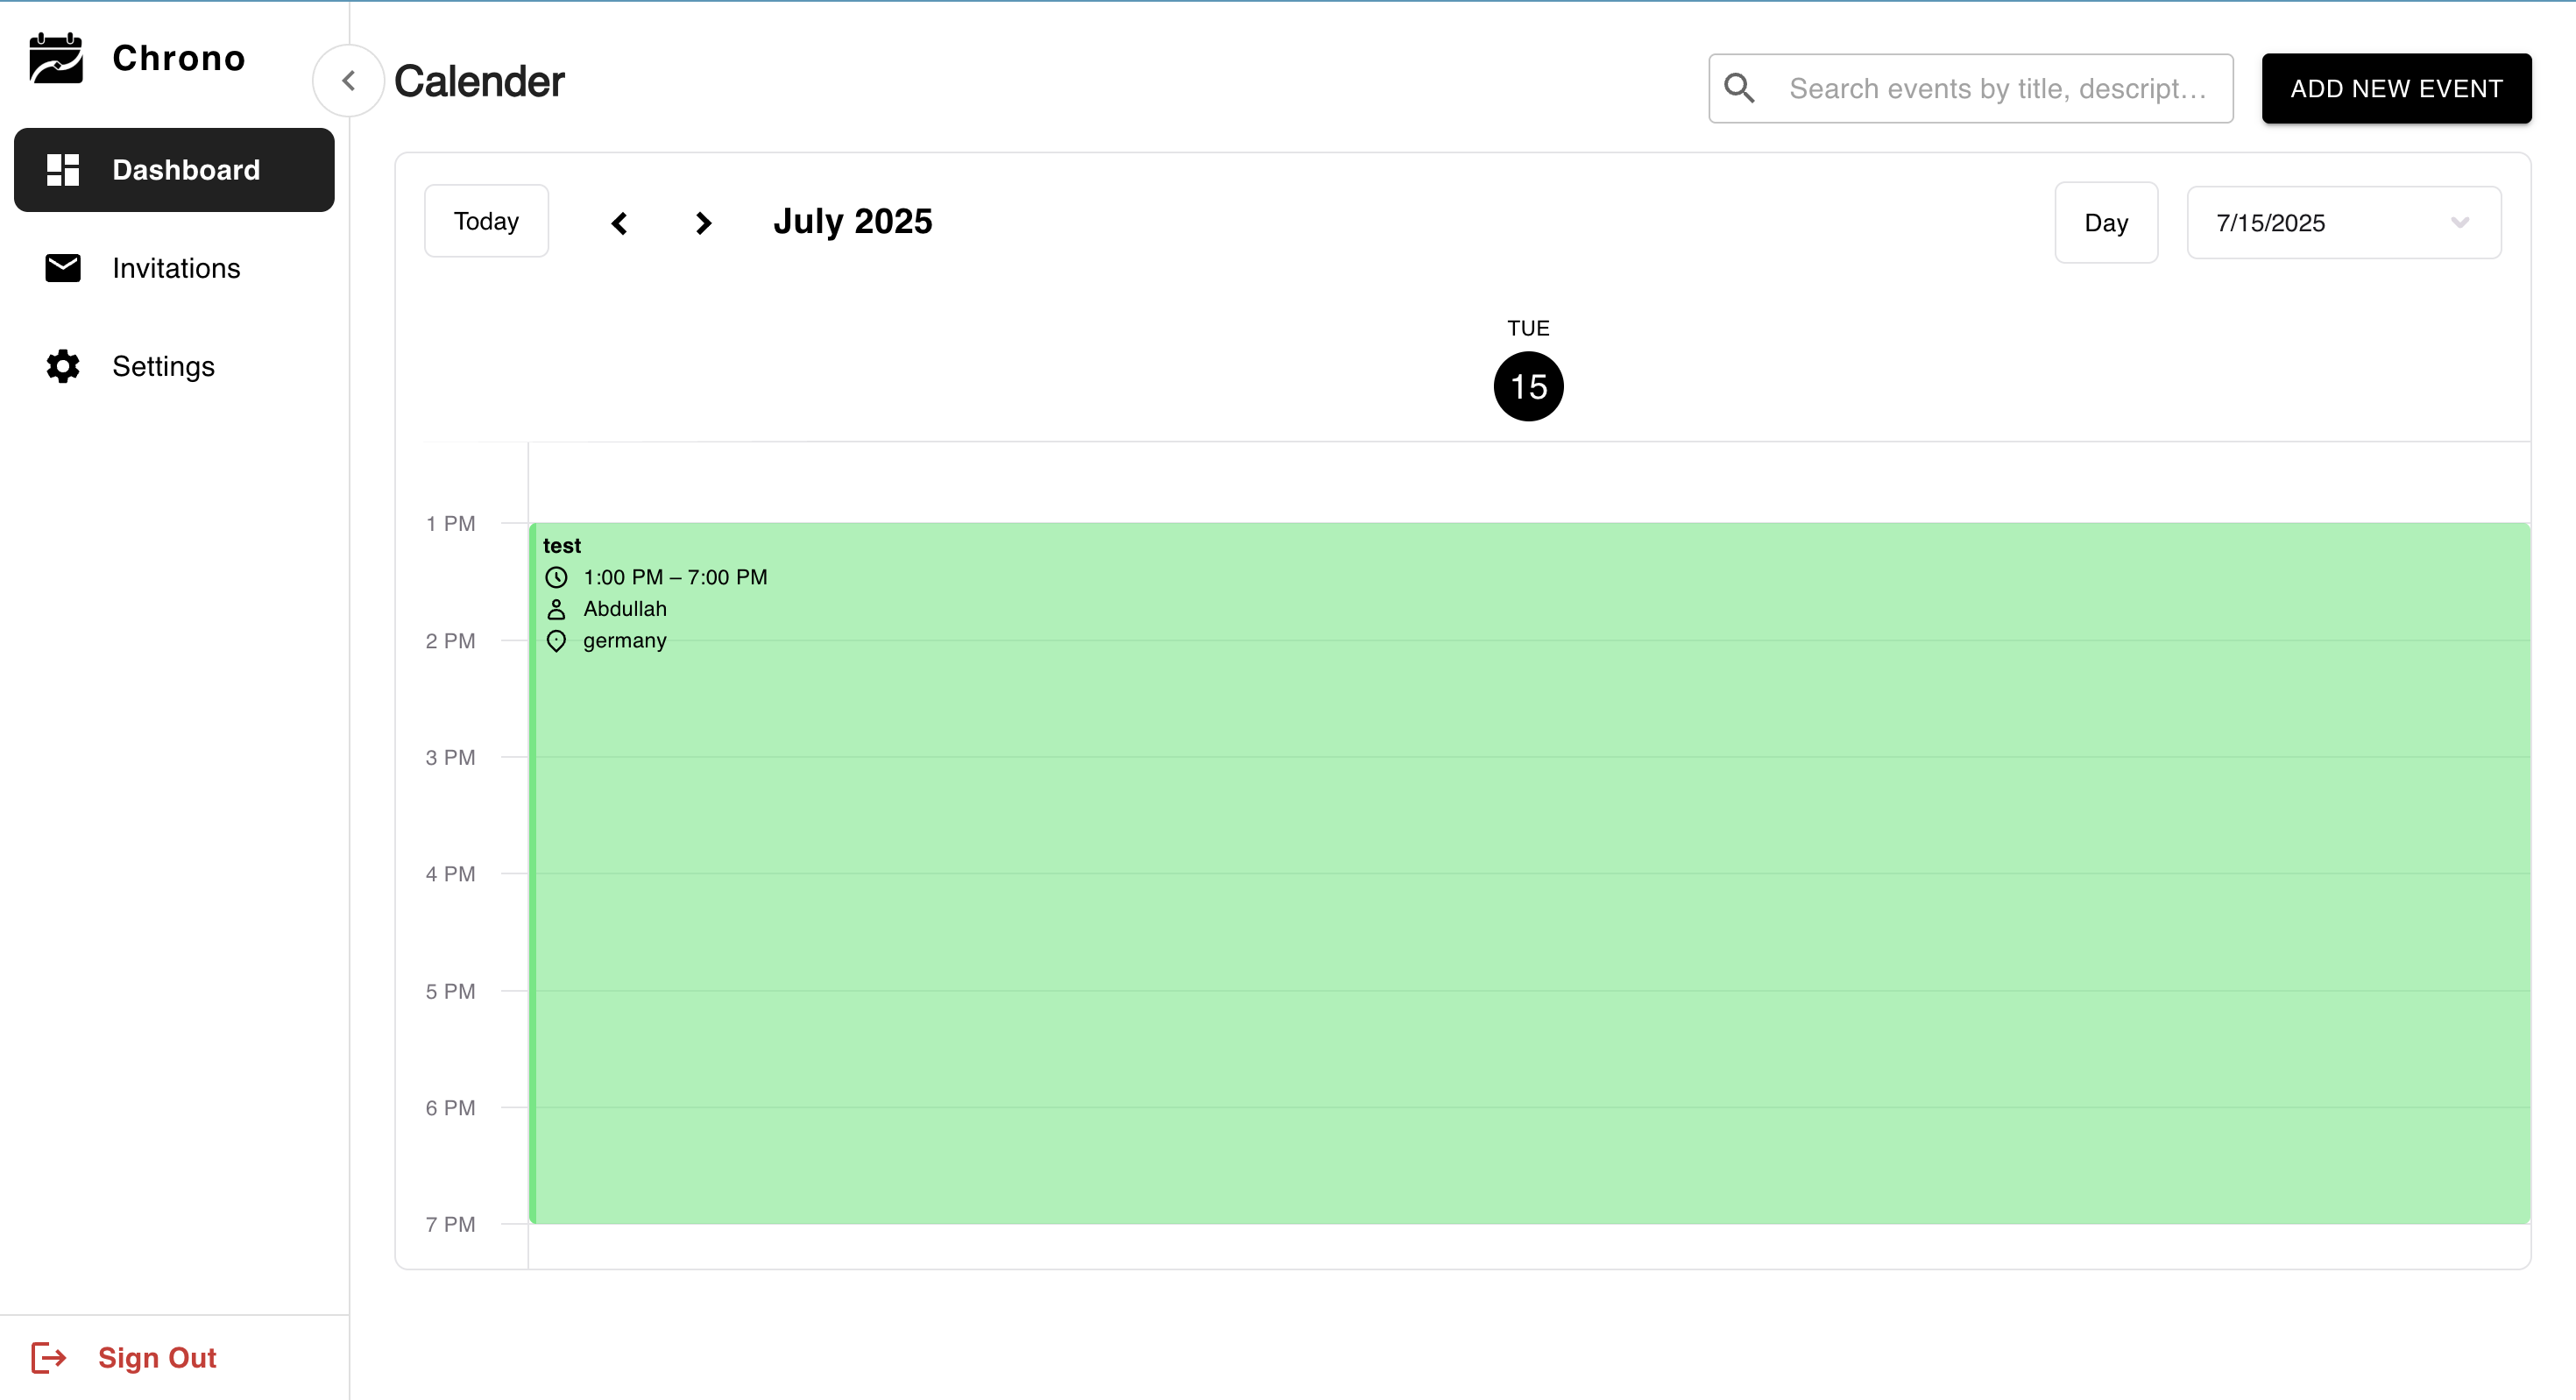 Chrono
Dashboard
Invitations
Settings
Sign Out
Calender
Search events by title, descript...
ADD NEW EVENT
Today
July 2025
Day
7/15/2025
TUE
15
1 PM
test
1:00 PM – 7:00 PM
Abdullah
germany
2 PM
3 PM
4 PM
5 PM
6 PM
7 PM